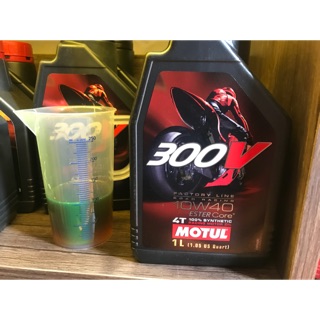 300
300V
FACTORY LINE
ROAD RACING
10W40
ESTER Core
4T 100% SYNTHETIC
MOTUL
1L (1.05 US Quart)